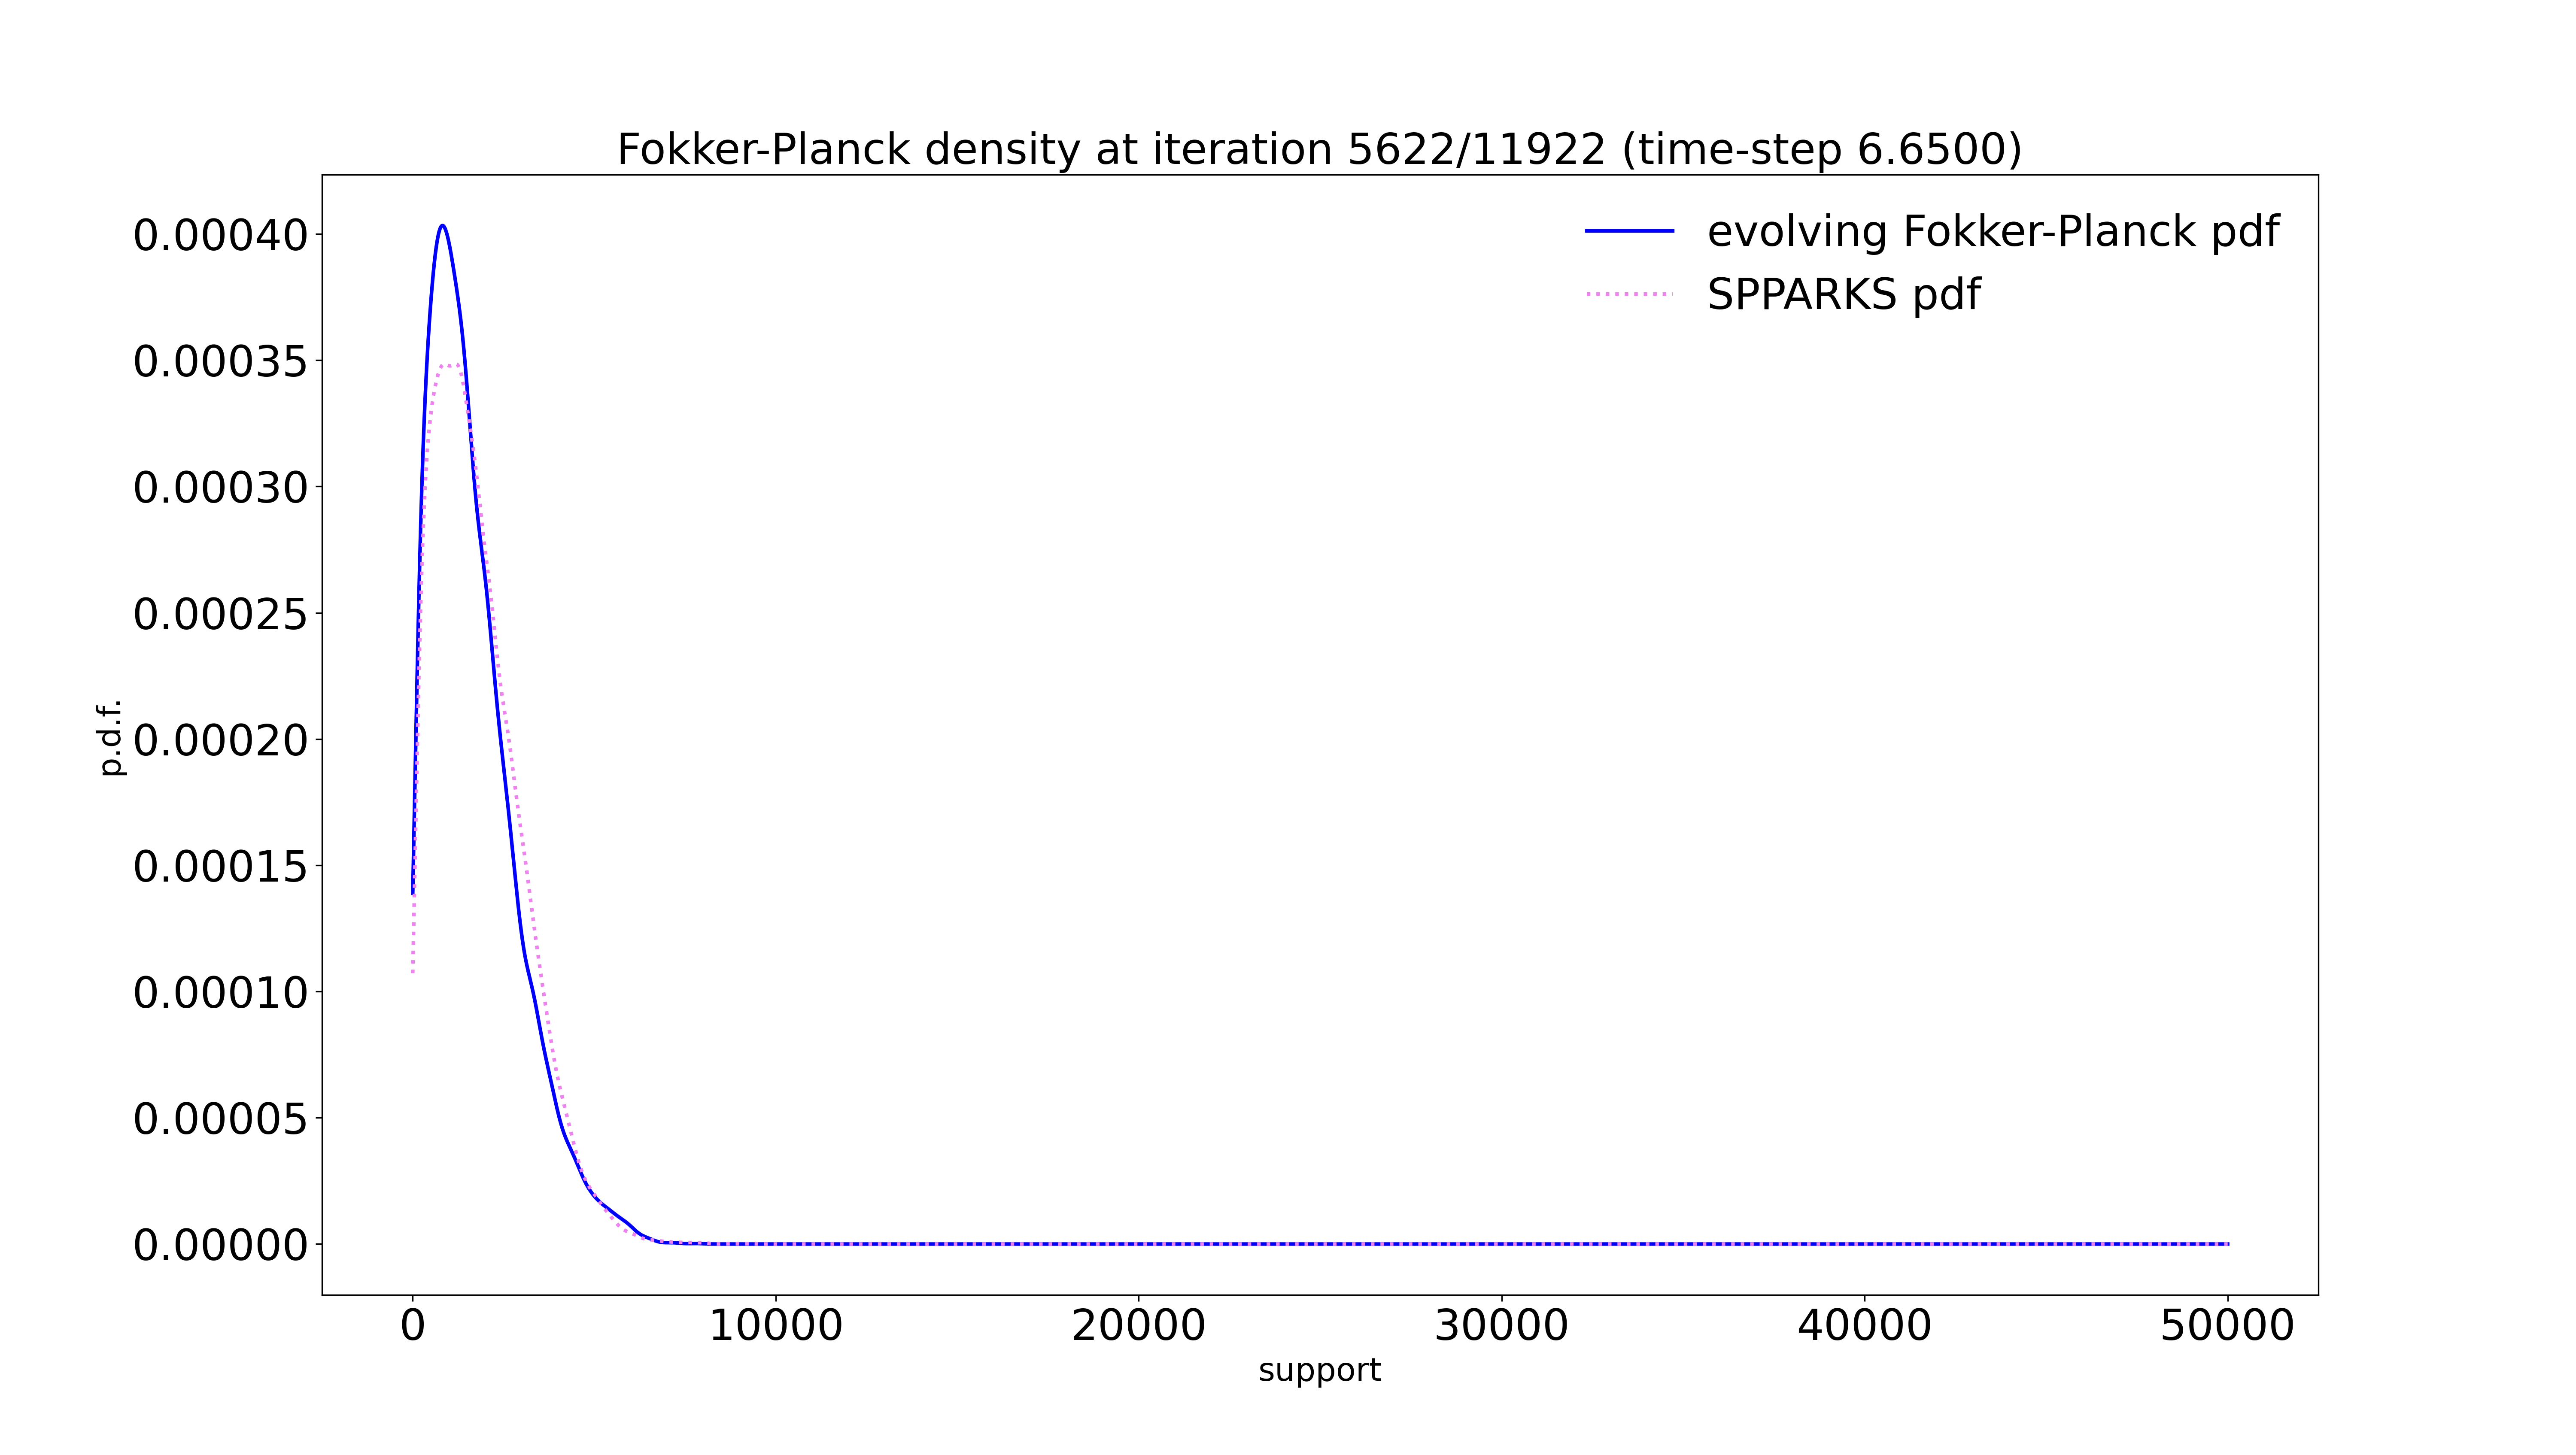 Fokker-Planck density at iteration 5622/11922 (time-step 6.6500)
evolving Fokker-Planck pdf
SPPARKS pdf
p.d.f.
0.00040
0.00035
0.00030
0.00025
0.00020
0.00015
0.00010
0.00005
0.00000
0 10000 20000 30000 40000 50000
support